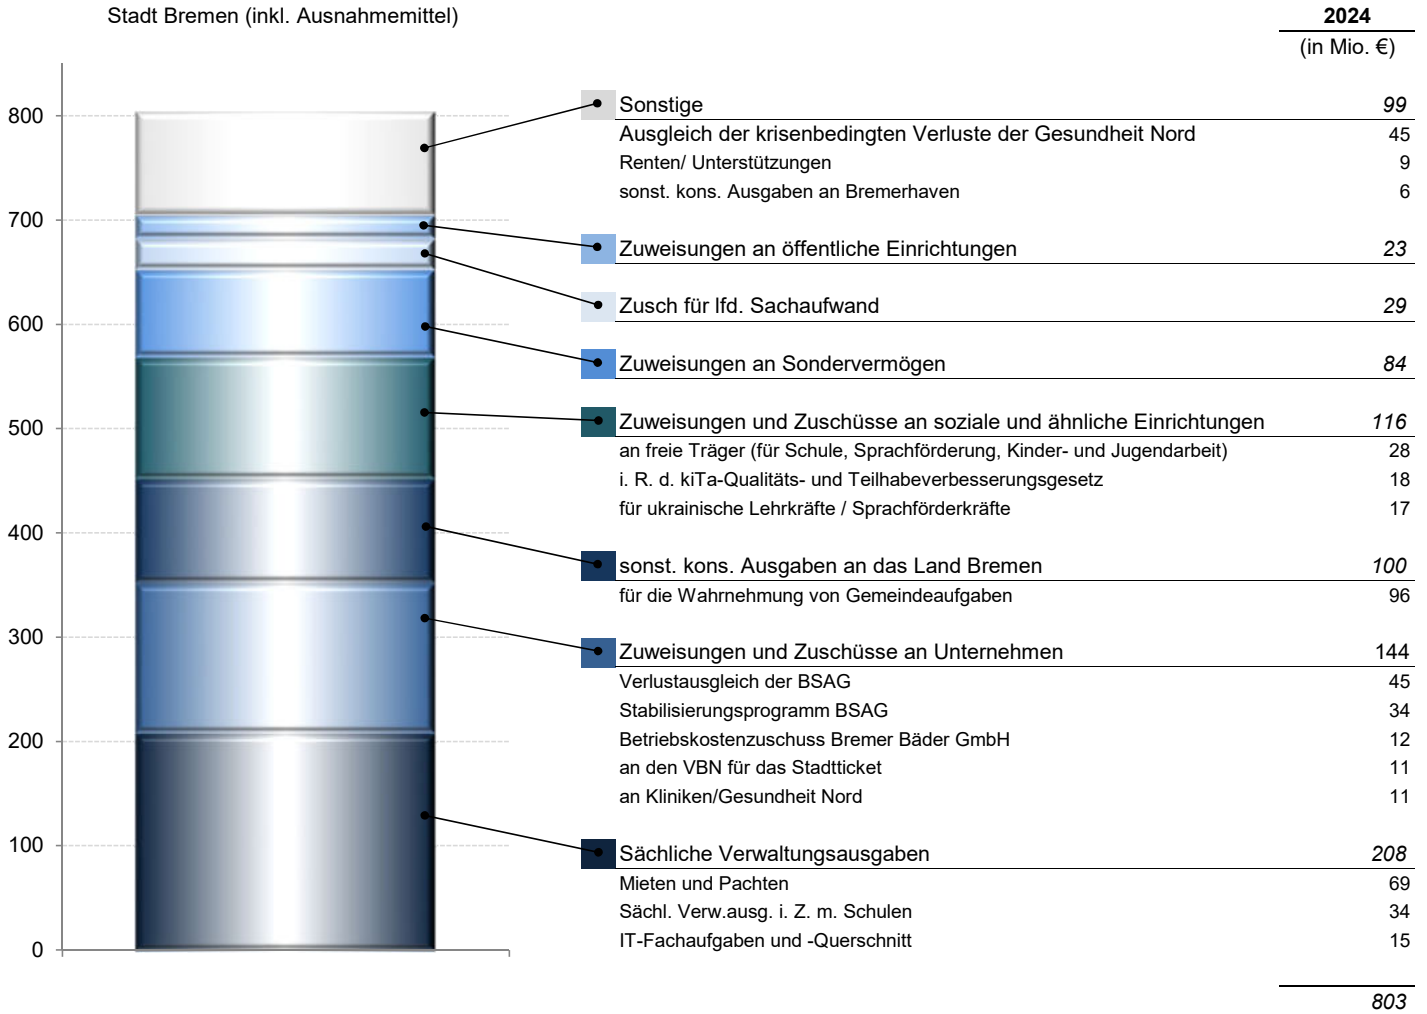 Stadt Bremen (inkl. Ausnahmemittel)
2024
(in Mio. €)
800
700
600
500
400
300
200
100
0
Sonstige 99
Ausgleich der krisenbedingten Verluste der Gesundheit Nord 45
Renten/ Unterstützungen 9
sonst. kons. Ausgaben an Bremerhaven 6
Zuweisungen an öffentliche Einrichtungen 23
Zusch für lfd. Sachaufwand 29
Zuweisungen an Sondervermögen 84
Zuweisungen und Zuschüsse an soziale und ähnliche Einrichtungen 116
an freie Träger (für Schule, Sprachförderung, Kinder- und Jugendarbeit) 28
i. R. d. kiTa-Qualitäts- und Teilhabeverbesserungsgesetz 18
für ukrainische Lehrkräfte / Sprachförderkräfte 17
sonst. kons. Ausgaben an das Land Bremen 100
für die Wahrnehmung von Gemeindeaufgaben 96
Zuweisungen und Zuschüsse an Unternehmen 144
Verlustausgleich der BSAG 45
Stabilisierungsprogramm BSAG 34
Betriebskostenzuschuss Bremer Bäder GmbH 12
an den VBN für das Stadtticket 11
an Kliniken/Gesundheit Nord 11
Sächliche Verwaltungsausgaben 208
Mieten und Pachten 69
Sächl. Verw.ausg. i. Z. m. Schulen 34
IT-Fachaufgaben und -Querschnitt 15
803